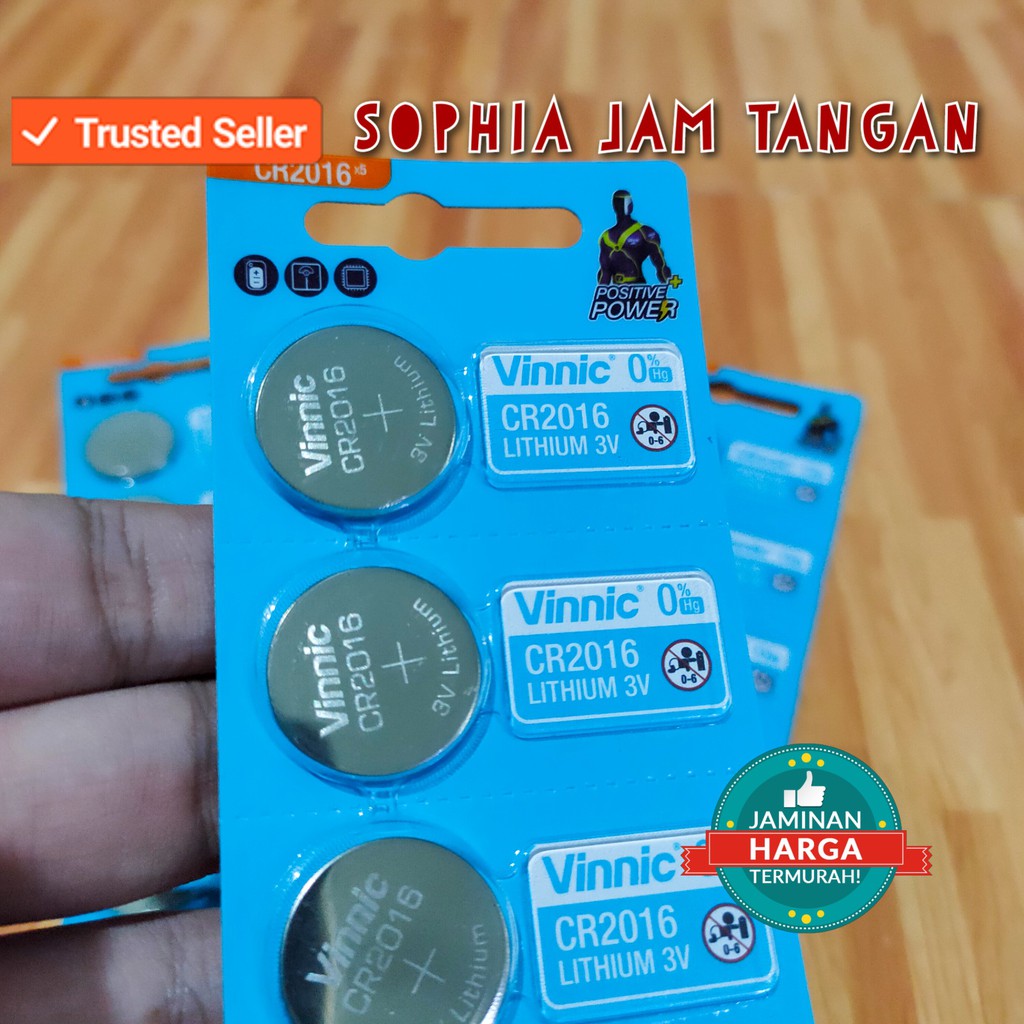 Trusted Seller
SOPHIA JAM TANGAN
CR2016 x5
POSITIVE
POWER
Vinnic
CR2016
3V Lithium
Vinnic 0% Hg
CR2016
LITHIUM 3V
0-6
Vinnic
CR2016
3V Lithium
Vinnic 0% Hg
CR2016
LITHIUM 3V
0-6
Vinnic
CR2016
Lithium
Vinnic
CR2016
LITHIUM 3V
0-6
JAMINAN
HARGA
TERMURAH!